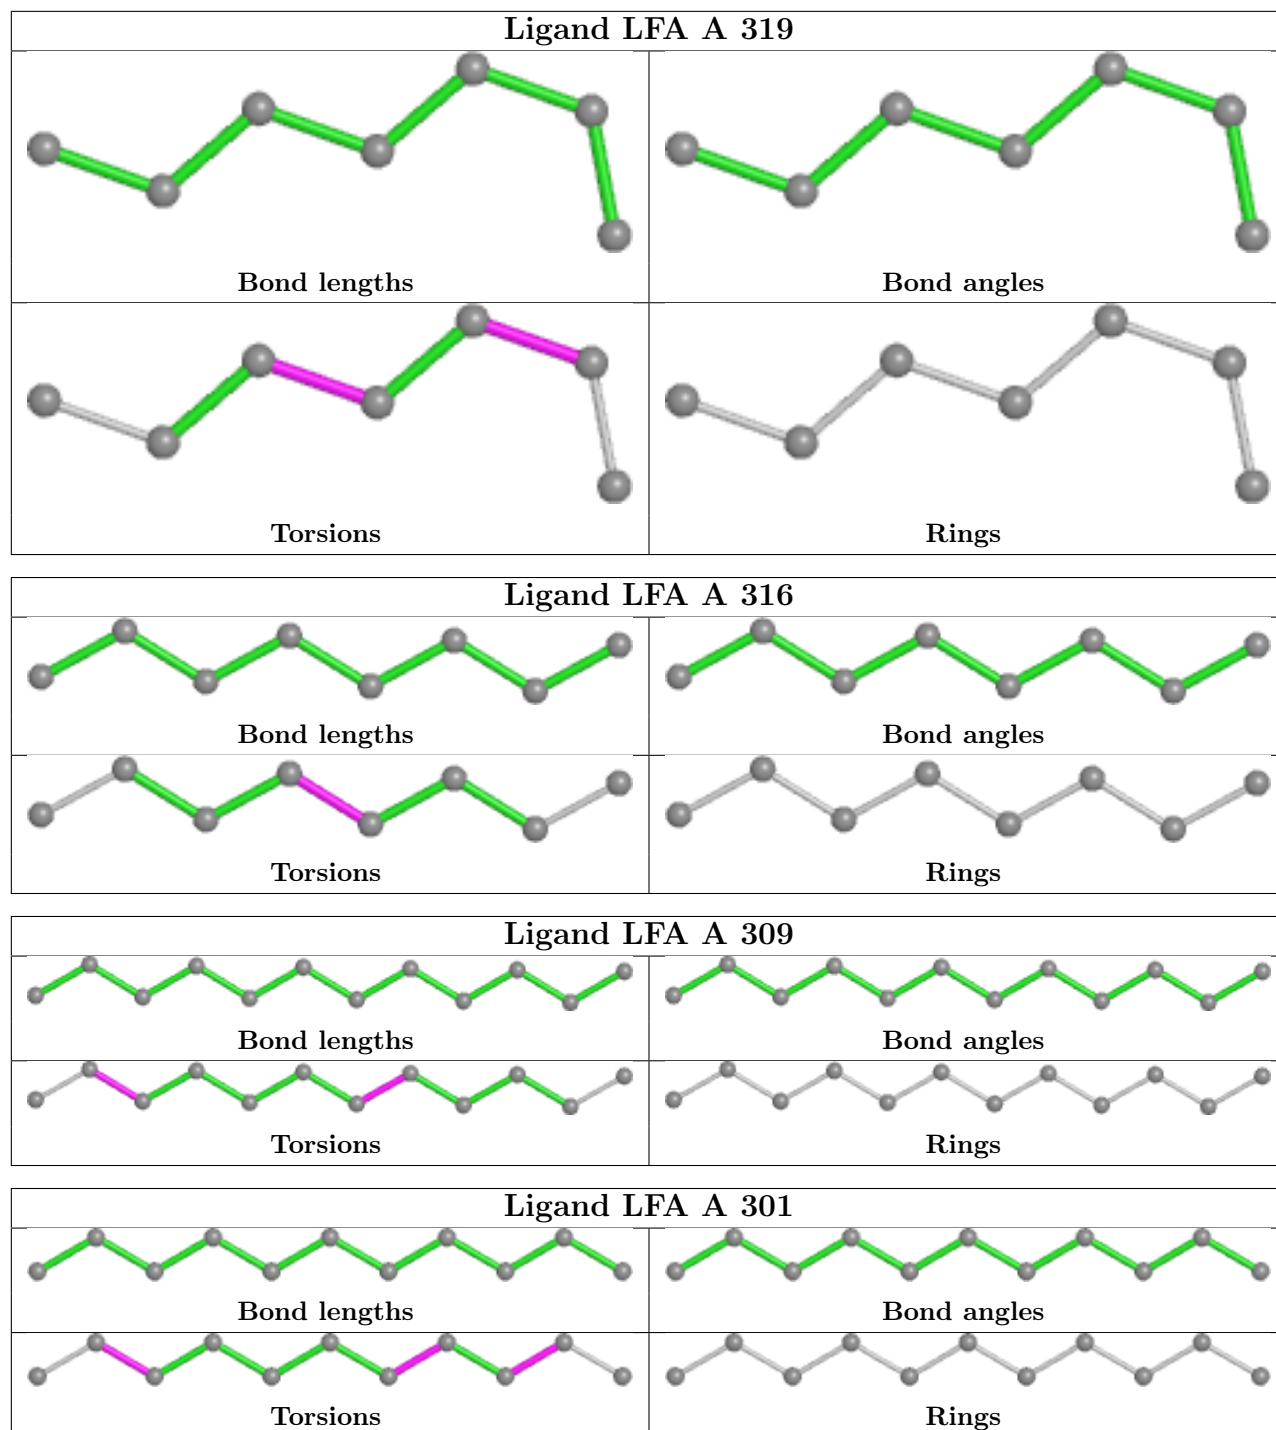 Ligand LFA A 319
Bond lengths
Bond angles
Torsions
Rings
Ligand LFA A 316
Bond lengths
Bond angles
Torsions
Rings
Ligand LFA A 309
Bond lengths
Bond angles
Torsions
Rings
Ligand LFA A 301
Bond lengths
Bond angles
Torsions
Rings